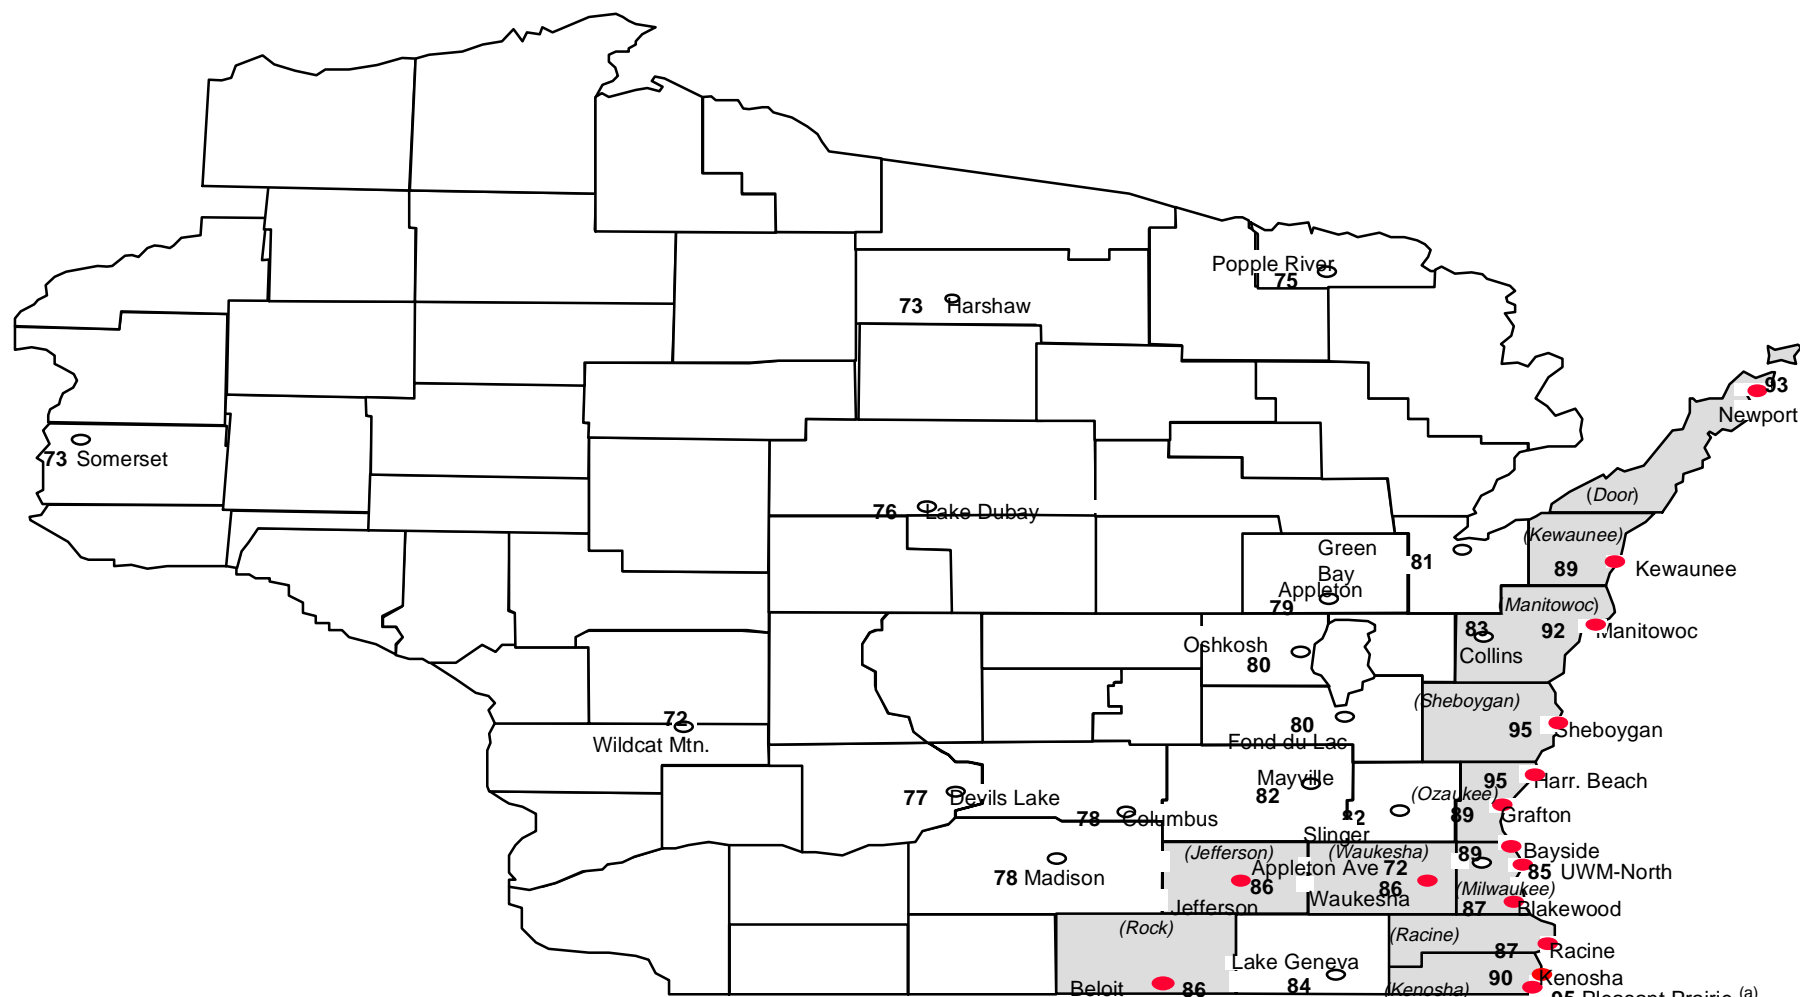 Popple River
75
73 Harshaw
93
Newport
73 Somerset
(Door)
76 Lake Dubay
(Kewaunee)
Green
Bay
81
89 Kewaunee
Appleton
79
(Manitowoc)
83
92 Manitowoc
Collins
Oshkosh
80
(Sheboygan)
72
Wildcat Mtn.
80
Fond du Lac
95 Sheboygan
Mayville
82
95 Harr. Beach
(Ozaukee)
77 Devils Lake
78 Columbus
82
Slinger
89 Grafton
(Jefferson)
(Waukesha)
89 Bayside
Appleton Ave 72
85 UWM-North
78 Madison
86
86
(Milwaukee)
Jefferson
Waukesha
87 Blakewood
(Rock)
(Racine)
87 Racine
Lake Geneva
84
90 Kenosha
Beloit 86
(Kenosha)
95 Pleasant Prairie (a)